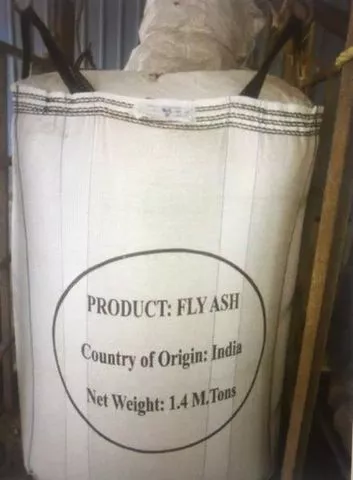 PRODUCT: FLY ASH
Country of Origin: India
Net Weight: 1.4 M.Tons